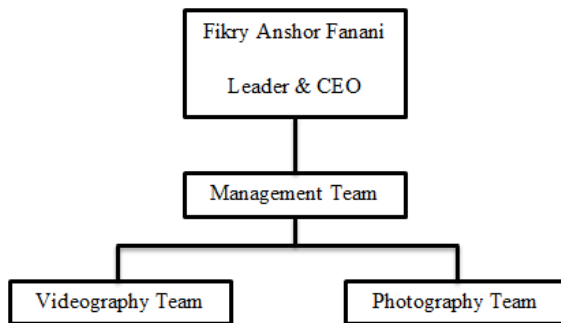 Fikry Anshor Fanani
Leader & CEO
Management Team
Videography Team
Photography Team